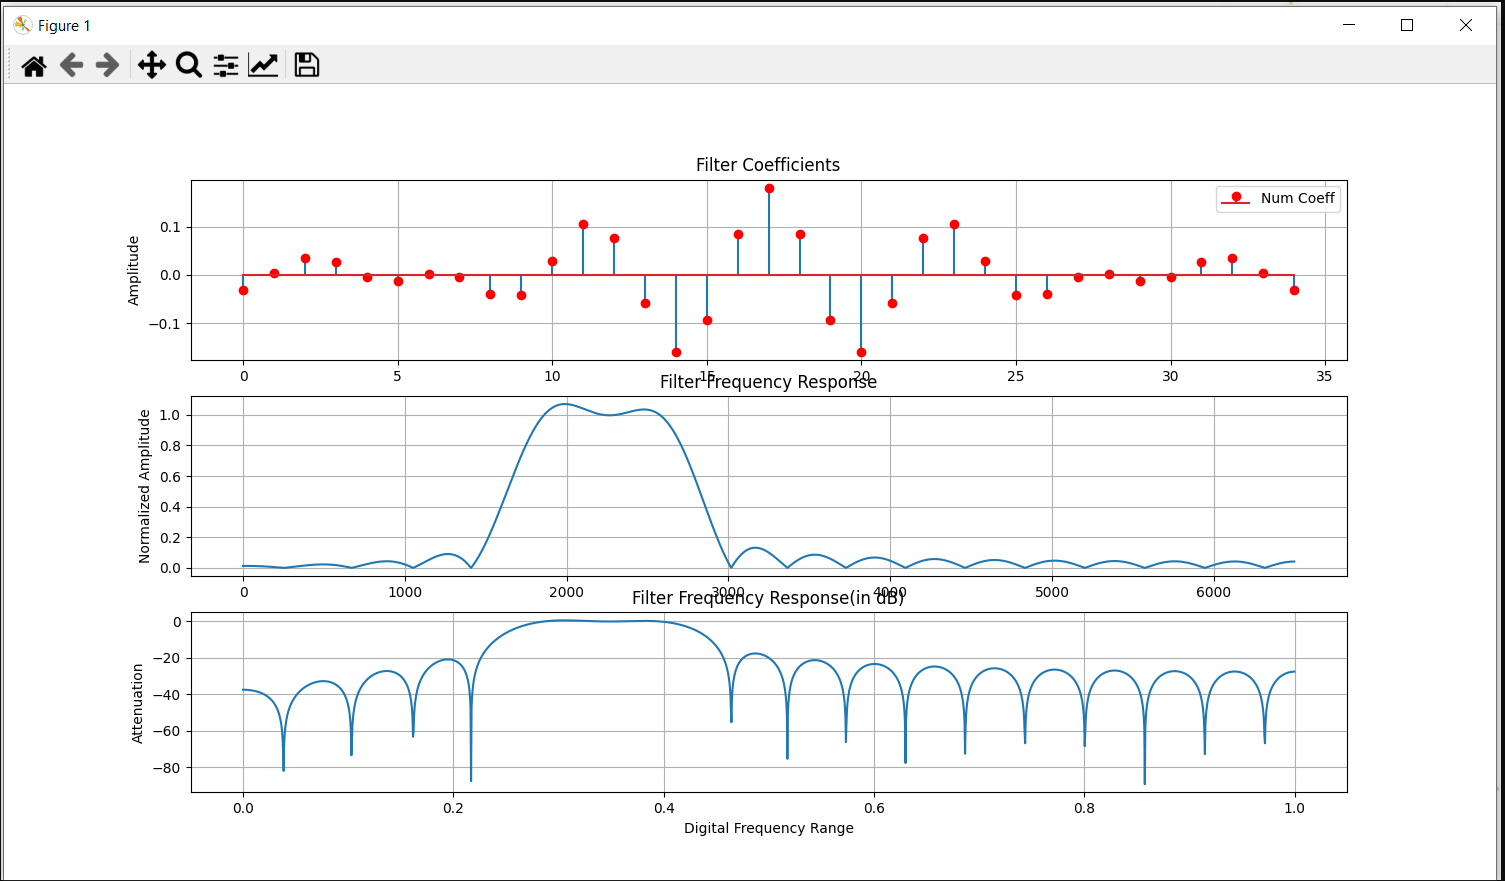 Figure 1
Filter Coefficients
Num Coeff
Amplitude
0.1
0.0
−0.1
0 5 10 15 20 25 30 35
Filter Frequency Response
Normalized Amplitude
1.0
0.8
0.6
0.4
0.2
0.0
0 1000 2000 3000 4000 5000 6000
Filter Frequency Response(in dB)
Attenuation
0
−20
−40
−60
−80
0.0 0.2 0.4 0.6 0.8 1.0
Digital Frequency Range